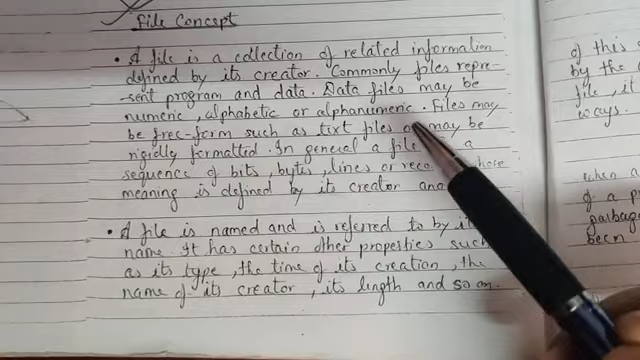 File Concept
• A file is a collection of related information
defined by its creator. Commonly files repre-
-sent program and data. Data files may be
numeric, alphabetic or alphanumeric. Files may
be free-form such as text files or may be
rigidly formatted. In general a file a
sequence of bits, bytes, lines or
meaning is defined by its creator
• A file is named and is referred to by
name. It has certain other properties such
as its type, the time of its creation, the
name of its creator, its length and so on.
of this
by the
file, it
ways.
when a
of a
garbage
been